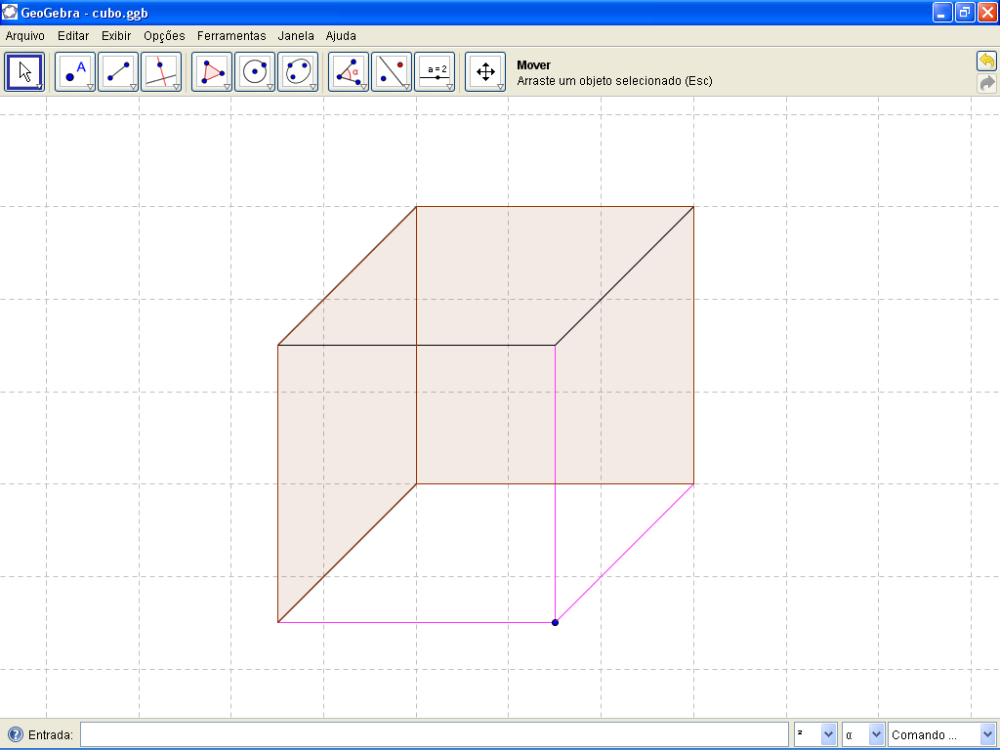 GeoGebra - cubo.ggb
Arquivo Editar Exibir Opções Ferramentas Janela Ajuda
A
α
a=2
Mover
Arraste um objeto selecionado (Esc)
Entrada:
²
α
Comando ...